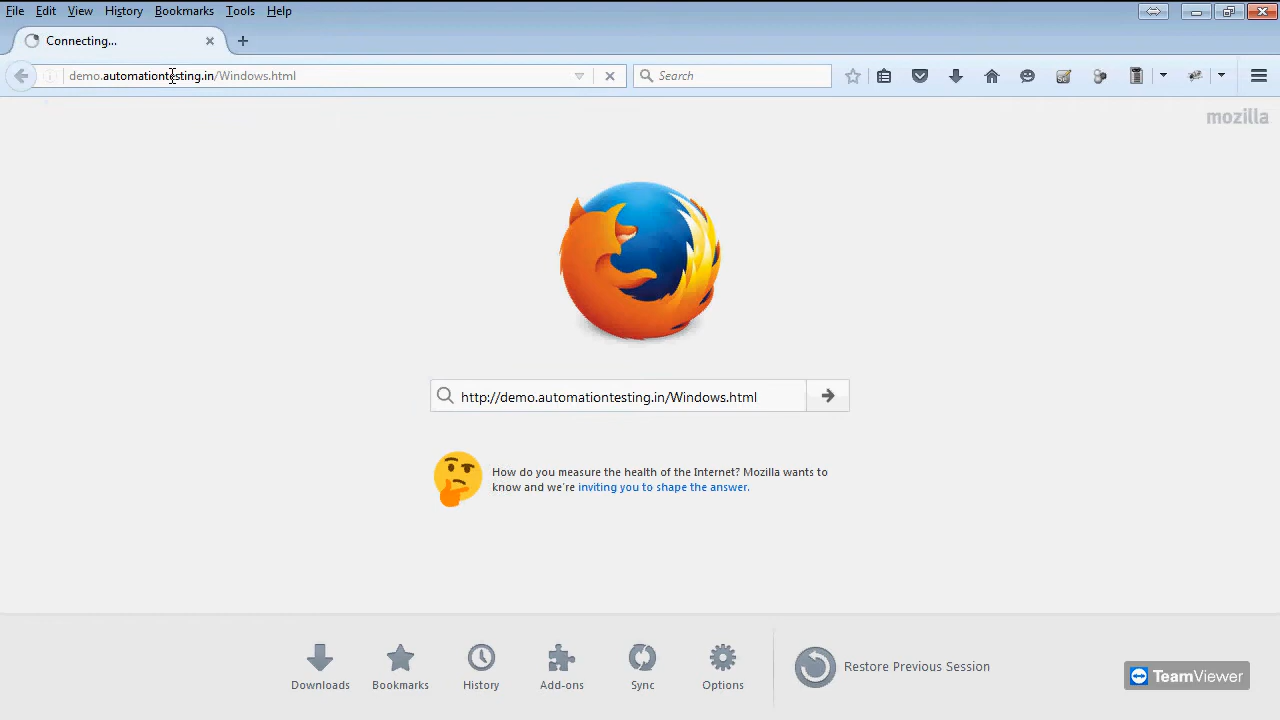 File Edit View History Bookmarks Tools Help
Connecting...
demo.automationtesting.in/Windows.html
Search
mozilla
http://demo.automationtesting.in/Windows.html
How do you measure the health of the Internet? Mozilla wants to
know and we're inviting you to shape the answer.
Downloads Bookmarks History Add-ons Sync Options Restore Previous Session
TeamViewer